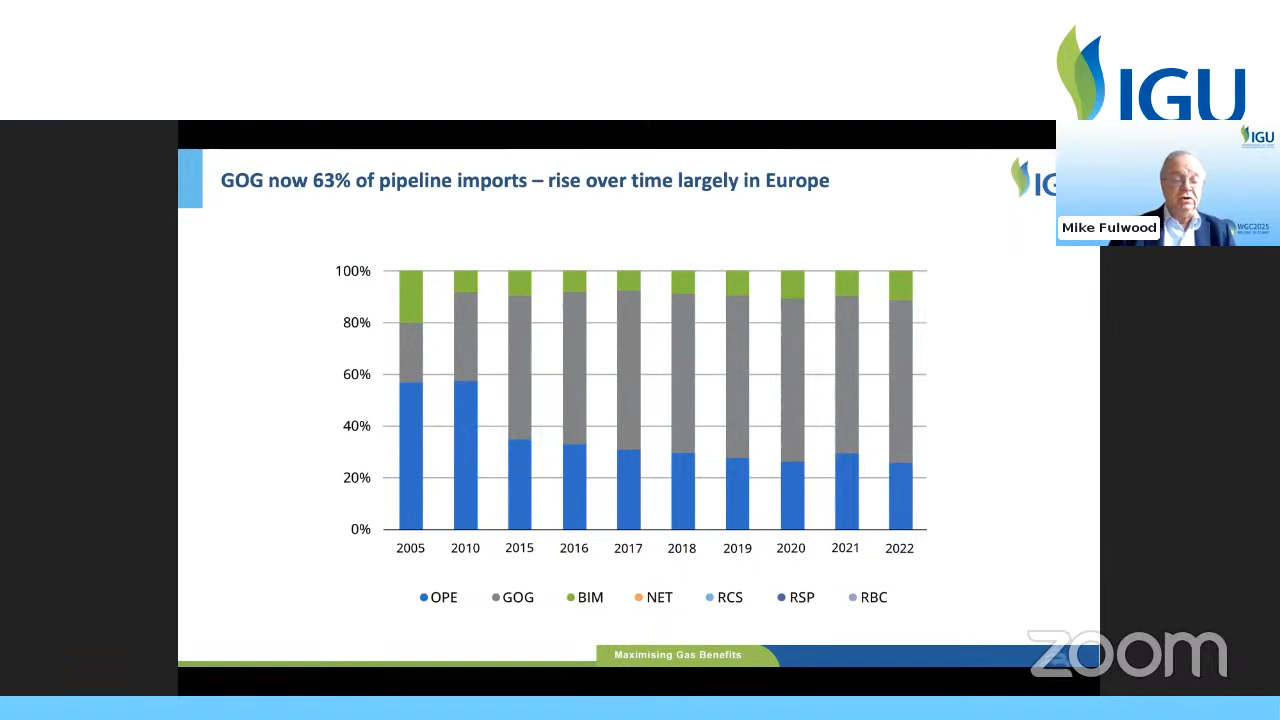 IGU
IGU
GOG now 63% of pipeline imports – rise over time largely in Europe
Mike Fulwood
WGC2025
100%
80%
60%
40%
20%
0%
2005 2010 2015 2016 2017 2018 2019 2020 2021 2022
OPE GOG BIM NET RCS RSP RBC
Maximising Gas Benefits
zoom